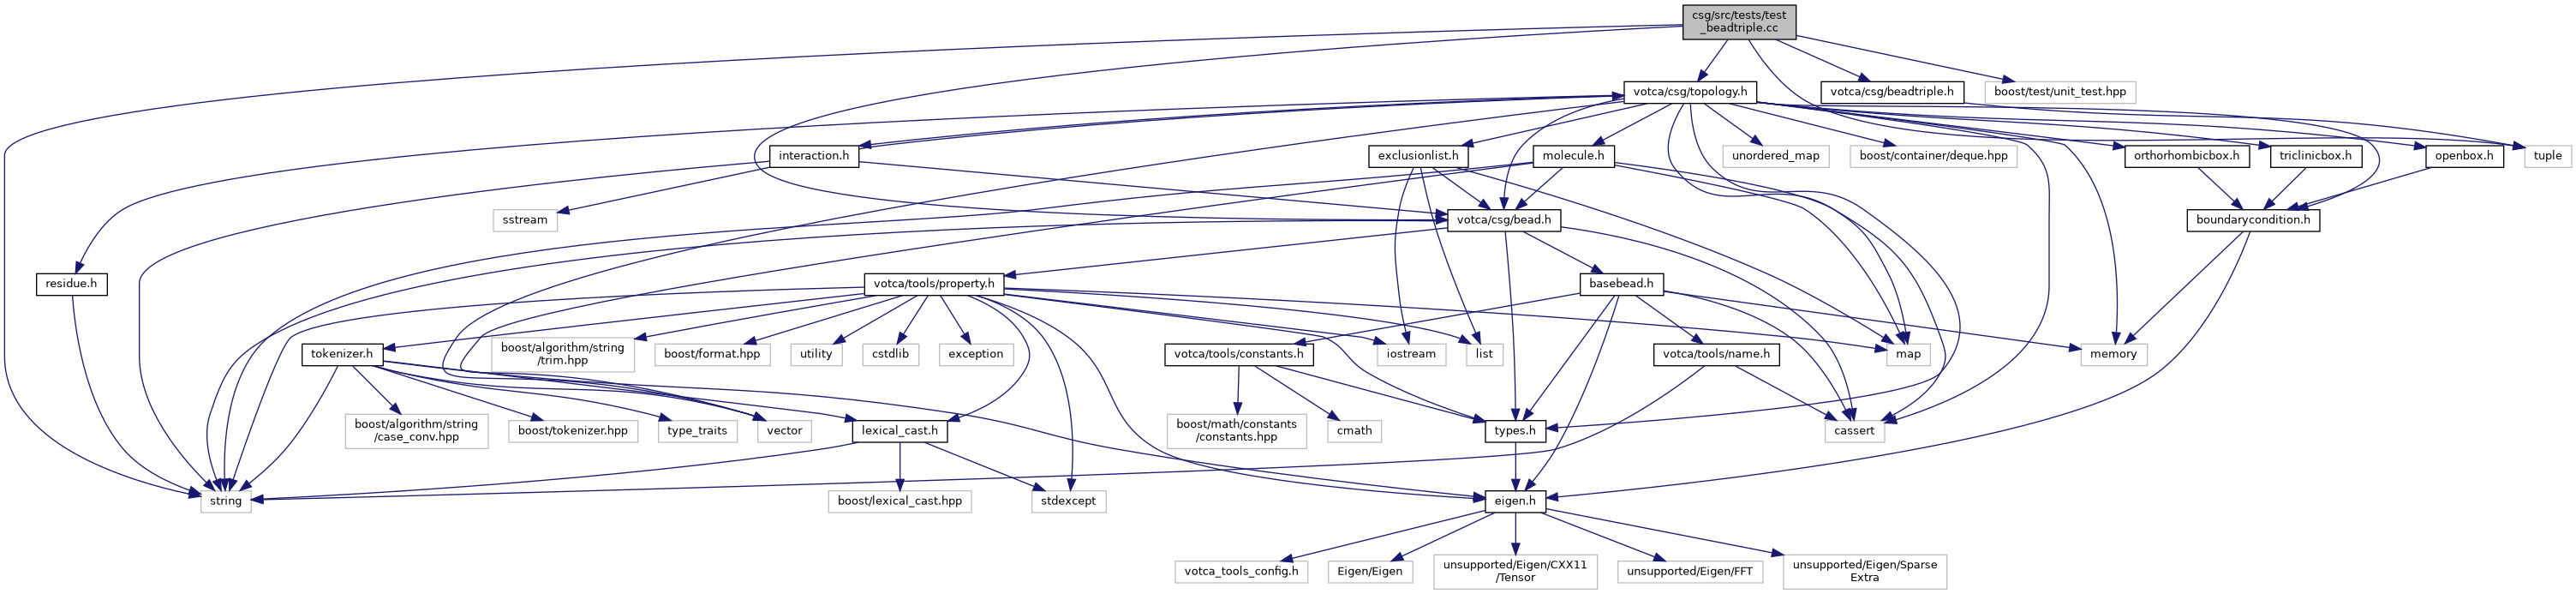 csg/src/tests/test
_beadtriple.cc
votca/csg/topology.h
votca/csg/beadtriple.h
boost/test/unit_test.hpp
interaction.h
exclusionlist.h
molecule.h
unordered_map
boost/container/deque.hpp
orthorhombicbox.h
triclinicbox.h
openbox.h
tuple
sstream
votca/csg/bead.h
boundarycondition.h
residue.h
votca/tools/property.h
basebead.h
tokenizer.h
boost/algorithm/string
/trim.hpp
boost/format.hpp
utility
cstdlib
exception
votca/tools/constants.h
iostream
list
votca/tools/name.h
map
memory
boost/algorithm/string
/case_conv.hpp
boost/tokenizer.hpp
type_traits
vector
lexical_cast.h
boost/math/constants
/constants.hpp
cmath
types.h
cassert
string
boost/lexical_cast.hpp
stdexcept
eigen.h
votca_tools_config.h
Eigen/Eigen
unsupported/Eigen/CXX11
/Tensor
unsupported/Eigen/FFT
unsupported/Eigen/Sparse
Extra